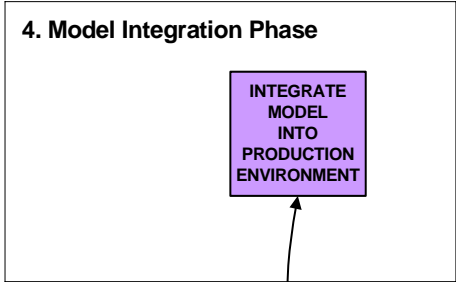 4. Model Integration Phase
INTEGRATE
MODEL
INTO
PRODUCTION
ENVIRONMENT